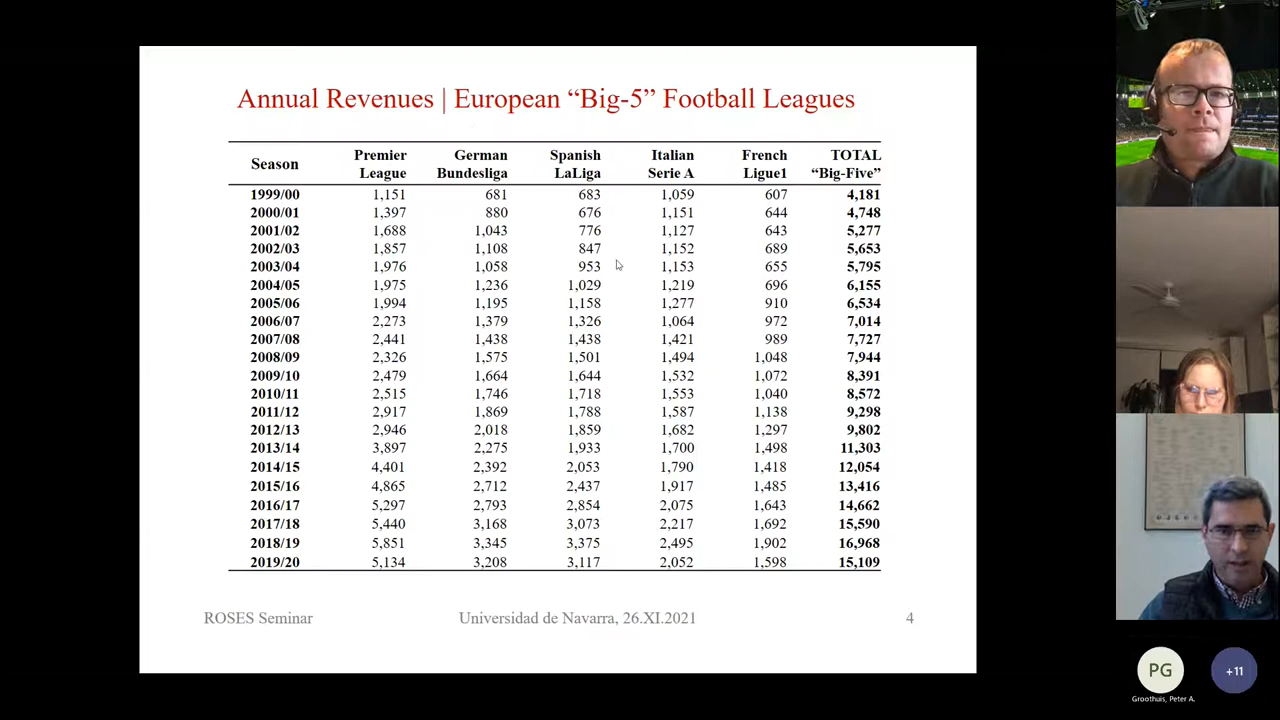 Annual Revenues | European “Big-5” Football Leagues
Season Premier League German Bundesliga Spanish LaLiga Italian Serie A French Ligue1 TOTAL “Big-Five”
1999/00 1,151 681 683 1,059 607 4,181
2000/01 1,397 880 676 1,151 644 4,748
2001/02 1,688 1,043 776 1,127 643 5,277
2002/03 1,857 1,108 847 1,152 689 5,653
2003/04 1,976 1,058 953 1,153 655 5,795
2004/05 1,975 1,236 1,029 1,219 696 6,155
2005/06 1,994 1,195 1,158 1,277 910 6,534
2006/07 2,273 1,379 1,326 1,064 972 7,014
2007/08 2,441 1,438 1,438 1,421 989 7,727
2008/09 2,326 1,575 1,501 1,494 1,048 7,944
2009/10 2,479 1,664 1,644 1,532 1,072 8,391
2010/11 2,515 1,746 1,718 1,553 1,040 8,572
2011/12 2,917 1,869 1,788 1,587 1,138 9,298
2012/13 2,946 2,018 1,859 1,682 1,297 9,802
2013/14 3,897 2,275 1,933 1,700 1,498 11,303
2014/15 4,401 2,392 2,053 1,790 1,418 12,054
2015/16 4,865 2,712 2,437 1,917 1,485 13,416
2016/17 5,297 2,793 2,854 2,075 1,643 14,662
2017/18 5,440 3,168 3,073 2,217 1,692 15,590
2018/19 5,851 3,345 3,375 2,495 1,902 16,968
2019/20 5,134 3,208 3,117 2,052 1,598 15,109
ROSES Seminar Universidad de Navarra, 26.XI.2021 4
PG +11
Groothuis, Peter A.